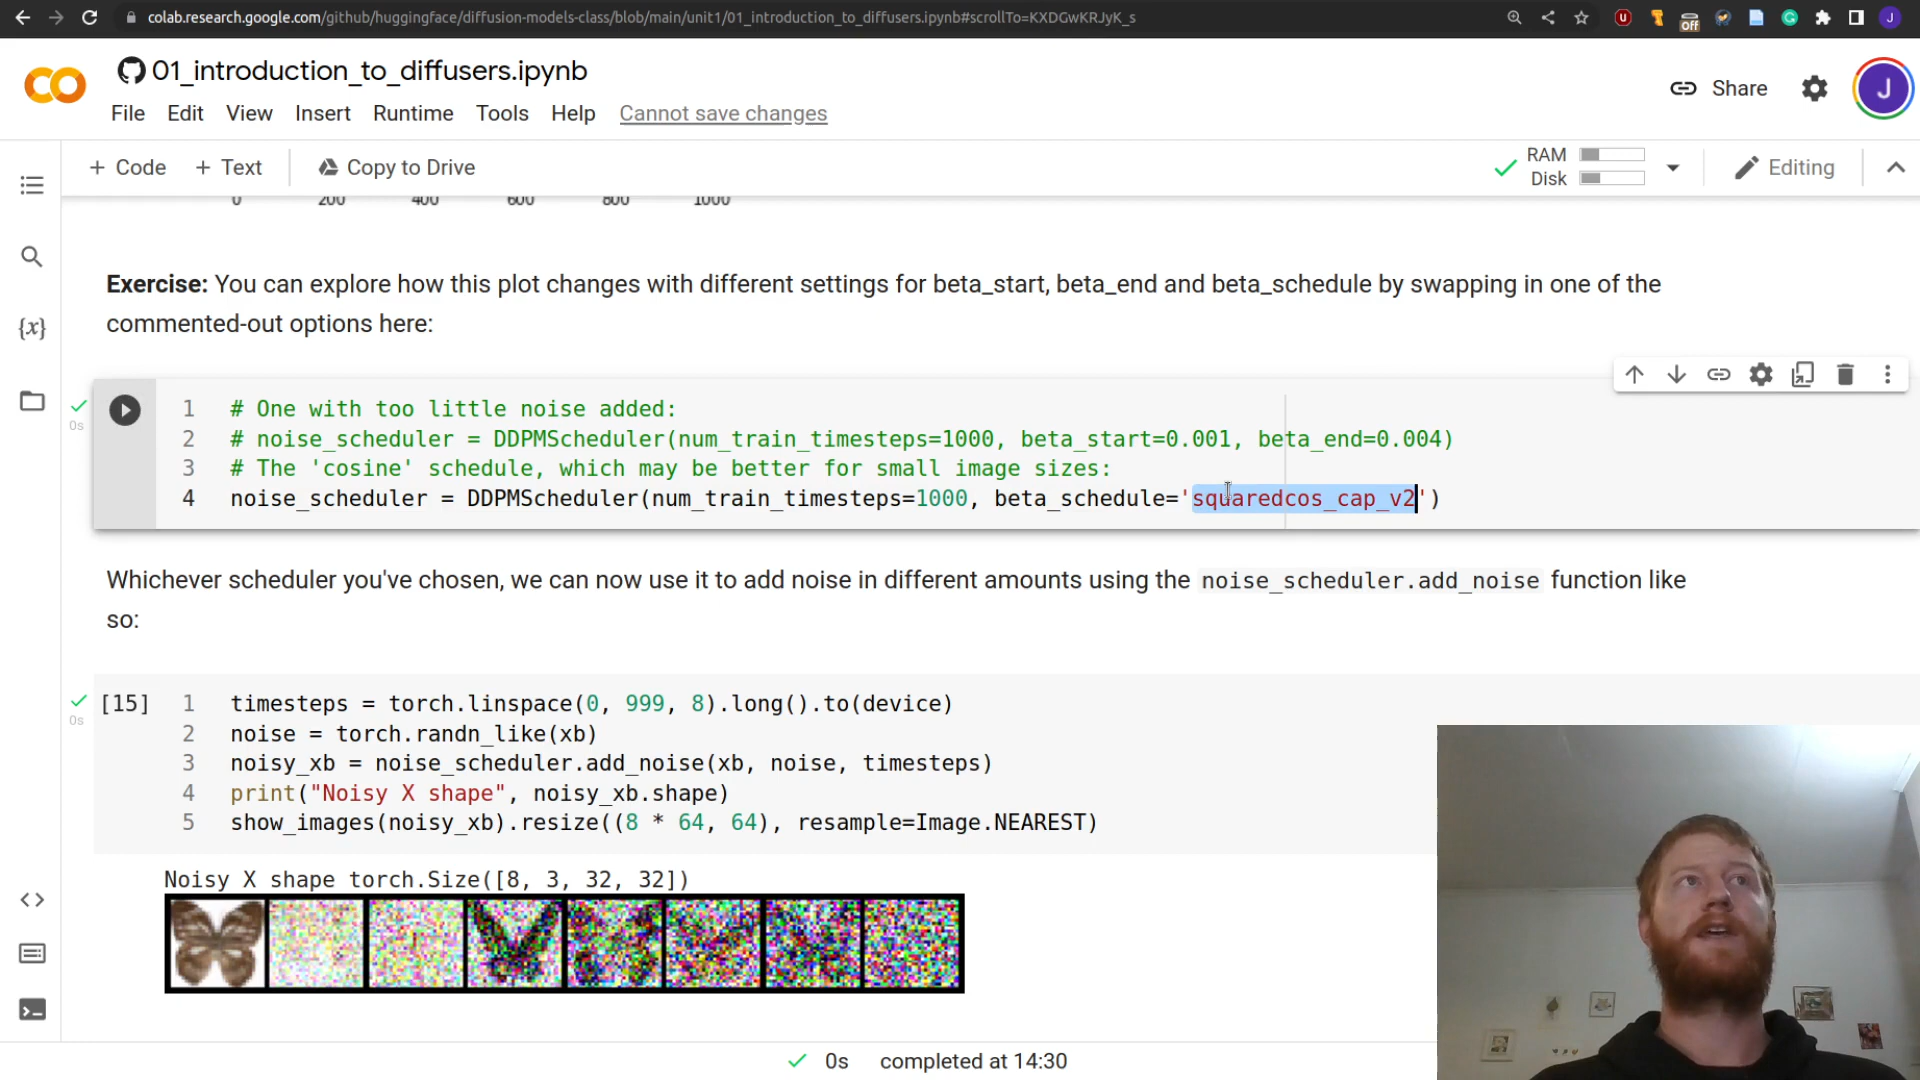 colab.research.google.com/github/huggingface/diffusion-models-class/blob/main/unit1/01_introduction_to_diffusers.ipynb#scrollTo=KXDGwKRJyK_s
off
J
01_introduction_to_diffusers.ipynb
Share
J
File Edit View Insert Runtime Tools Help Cannot save changes
+ Code + Text Copy to Drive
RAM
Disk
Editing
0 200 400 600 800 1000
Exercise: You can explore how this plot changes with different settings for beta_start, beta_end and beta_schedule by swapping in one of the
commented-out options here:
0s
1 # One with too little noise added:
2 # noise_scheduler = DDPMScheduler(num_train_timesteps=1000, beta_start=0.001, beta_end=0.004)
3 # The 'cosine' schedule, which may be better for small image sizes:
4 noise_scheduler = DDPMScheduler(num_train_timesteps=1000, beta_schedule='squaredcos_cap_v2')
Whichever scheduler you've chosen, we can now use it to add noise in different amounts using the noise_scheduler.add_noise function like
so:
0s
[15] 1 timesteps = torch.linspace(0, 999, 8).long().to(device)
2 noise = torch.randn_like(xb)
3 noisy_xb = noise_scheduler.add_noise(xb, noise, timesteps)
4 print("Noisy X shape", noisy_xb.shape)
5 show_images(noisy_xb).resize((8 * 64, 64), resample=Image.NEAREST)
Noisy X shape torch.Size([8, 3, 32, 32])
0s completed at 14:30